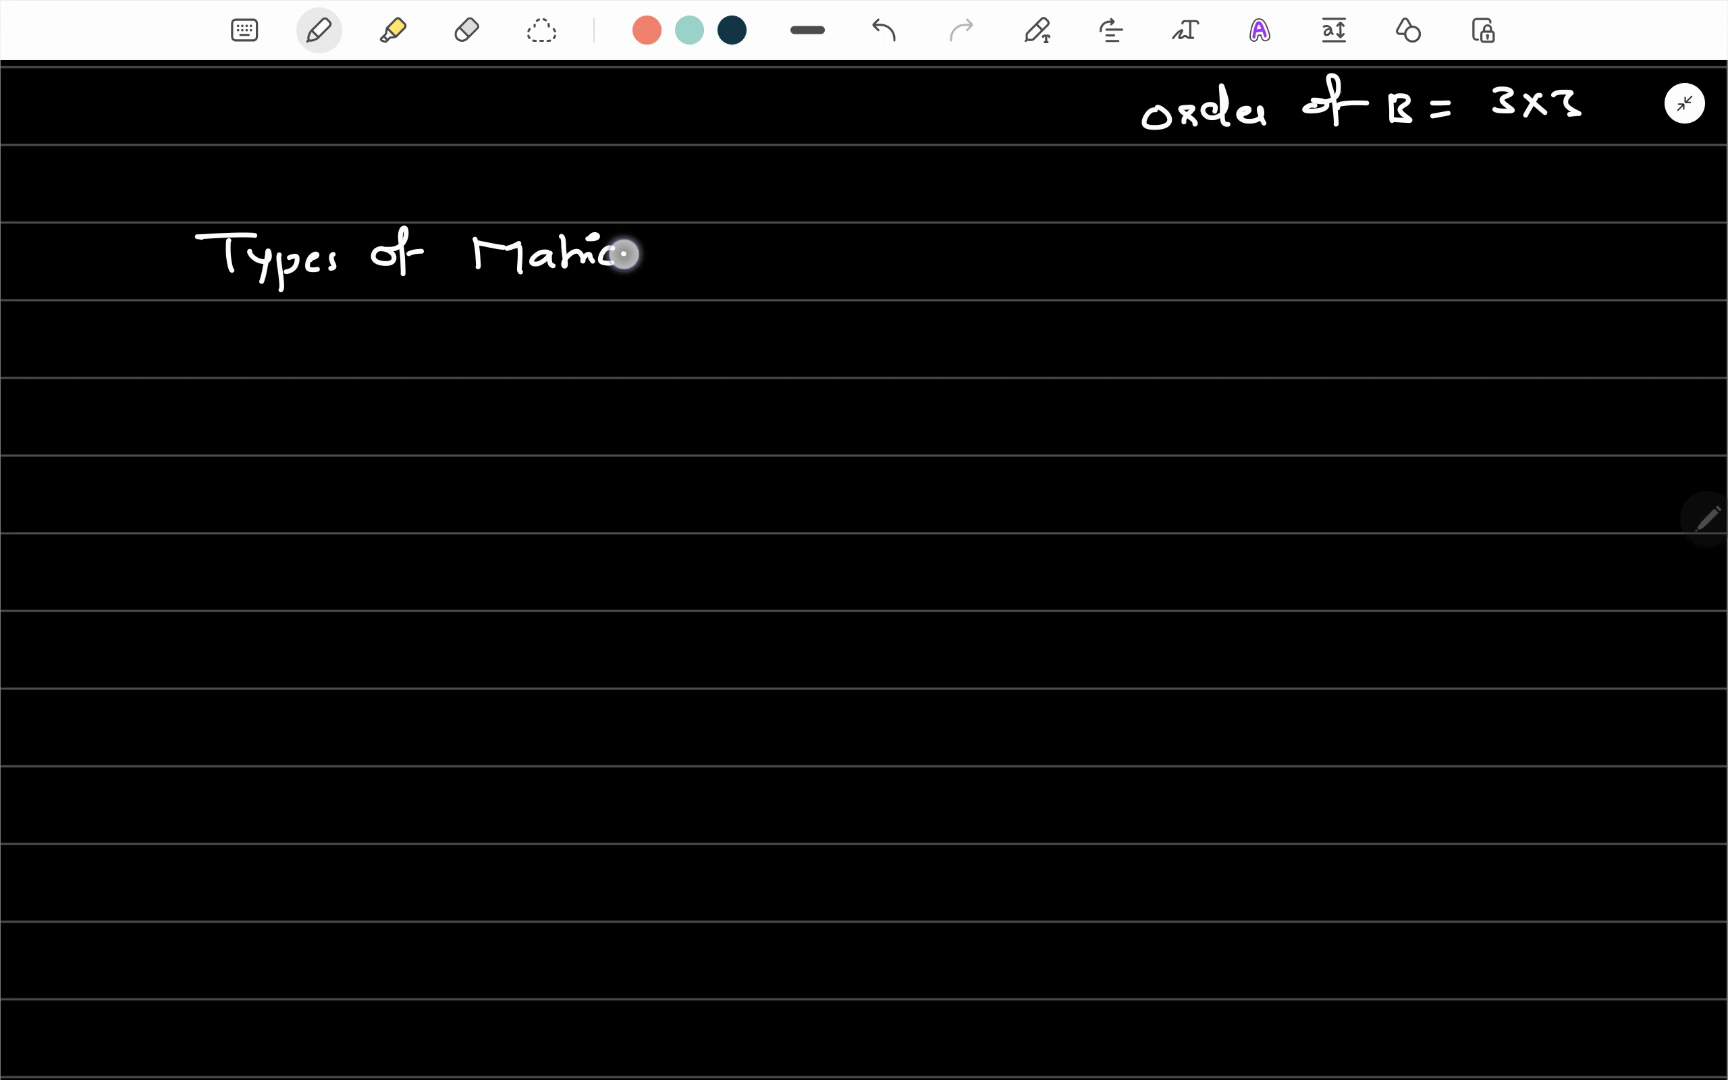 order of B = 3x3
Types of Matric